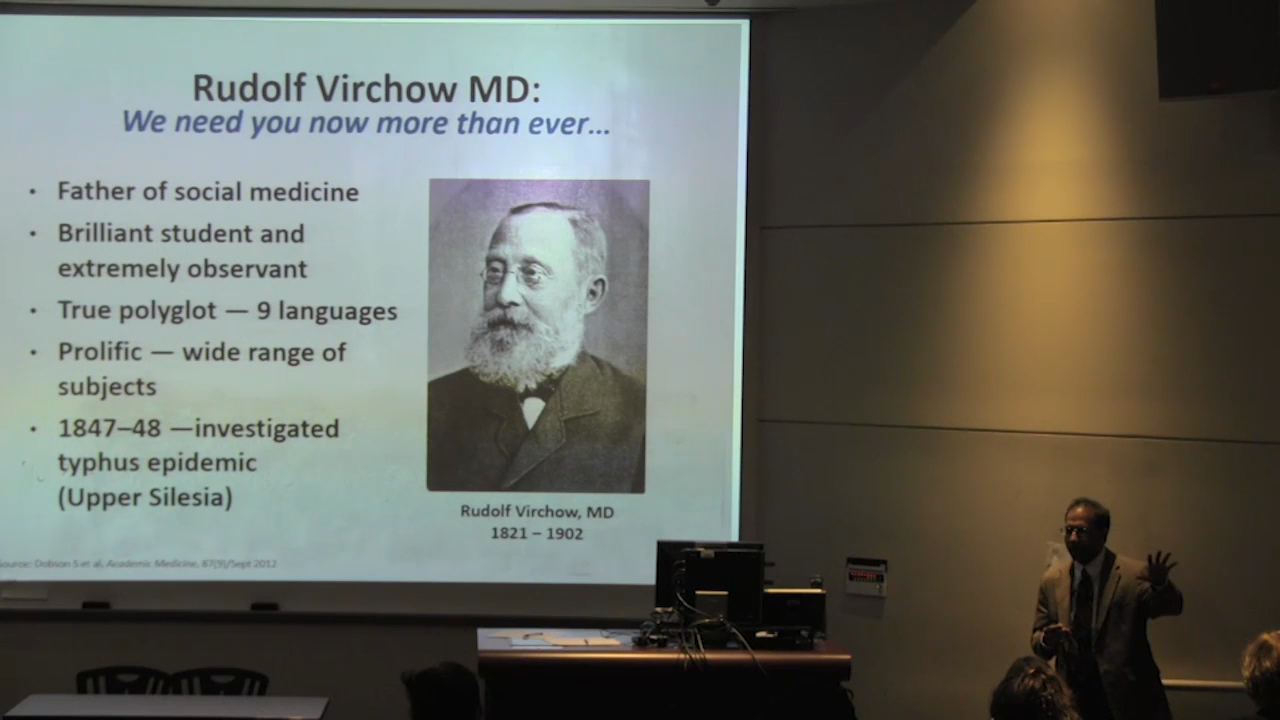 Rudolf Virchow MD:
We need you now more than ever...
• Father of social medicine
• Brilliant student and
extremely observant
• True polyglot — 9 languages
• Prolific — wide range of
subjects
• 1847–48 —investigated
typhus epidemic
(Upper Silesia)
Rudolf Virchow, MD
1821 – 1902
Source: Dobson S et al, Academic Medicine, 87(9)/Sept 2012